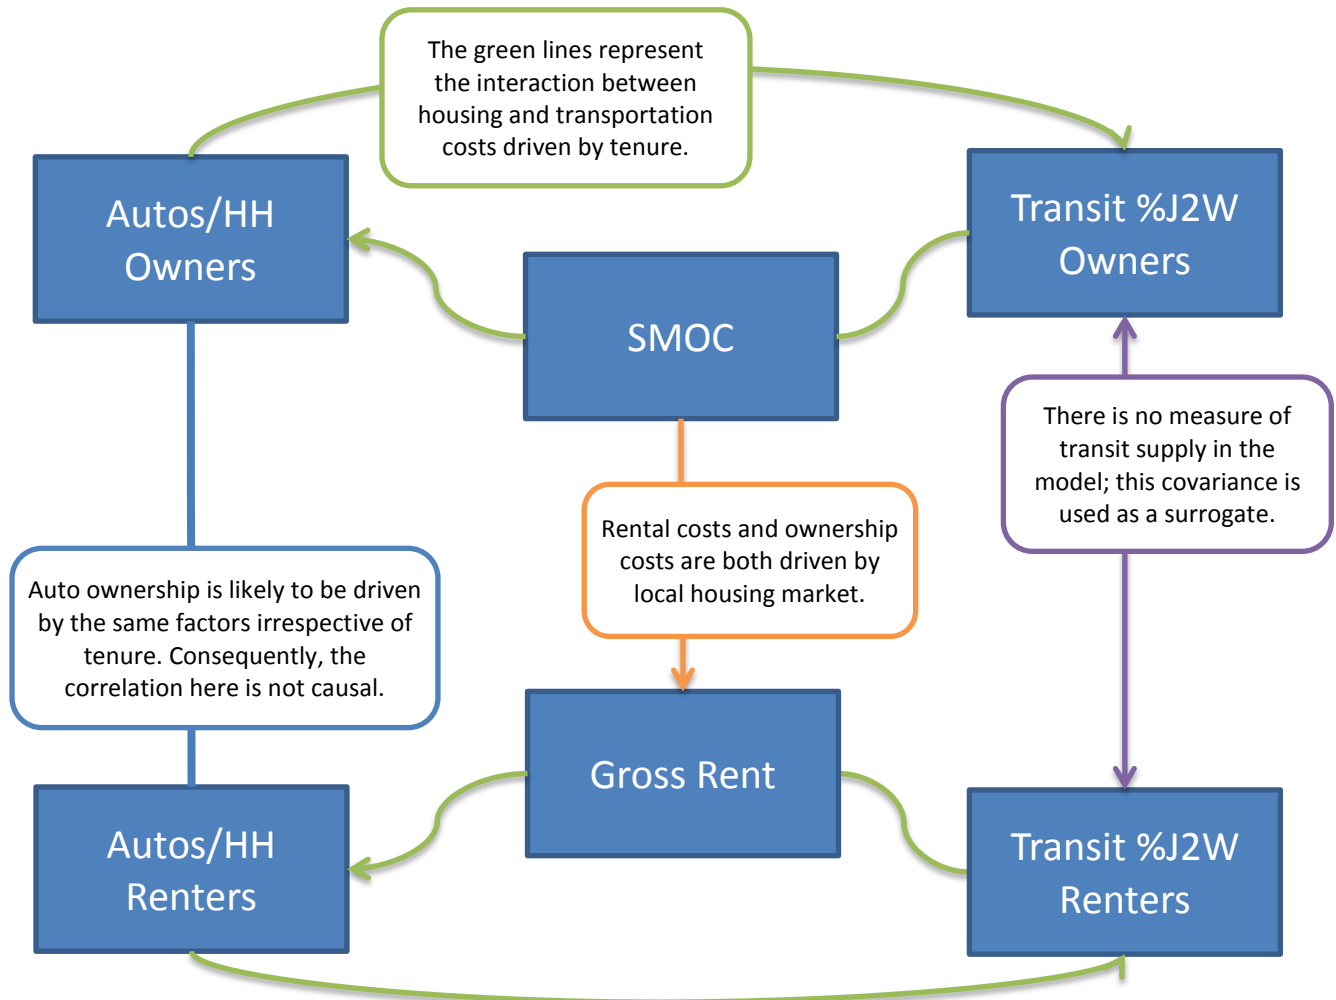 The green lines represent
the interaction between
housing and transportation
costs driven by tenure.
Autos/HH
Owners
Transit %J2W
Owners
SMOC
There is no measure of
transit supply in the
model; this covariance is
used as a surrogate.
Rental costs and ownership
costs are both driven by
local housing market.
Auto ownership is likely to be driven
by the same factors irrespective of
tenure. Consequently, the
correlation here is not causal.
Gross Rent
Autos/HH
Renters
Transit %J2W
Renters